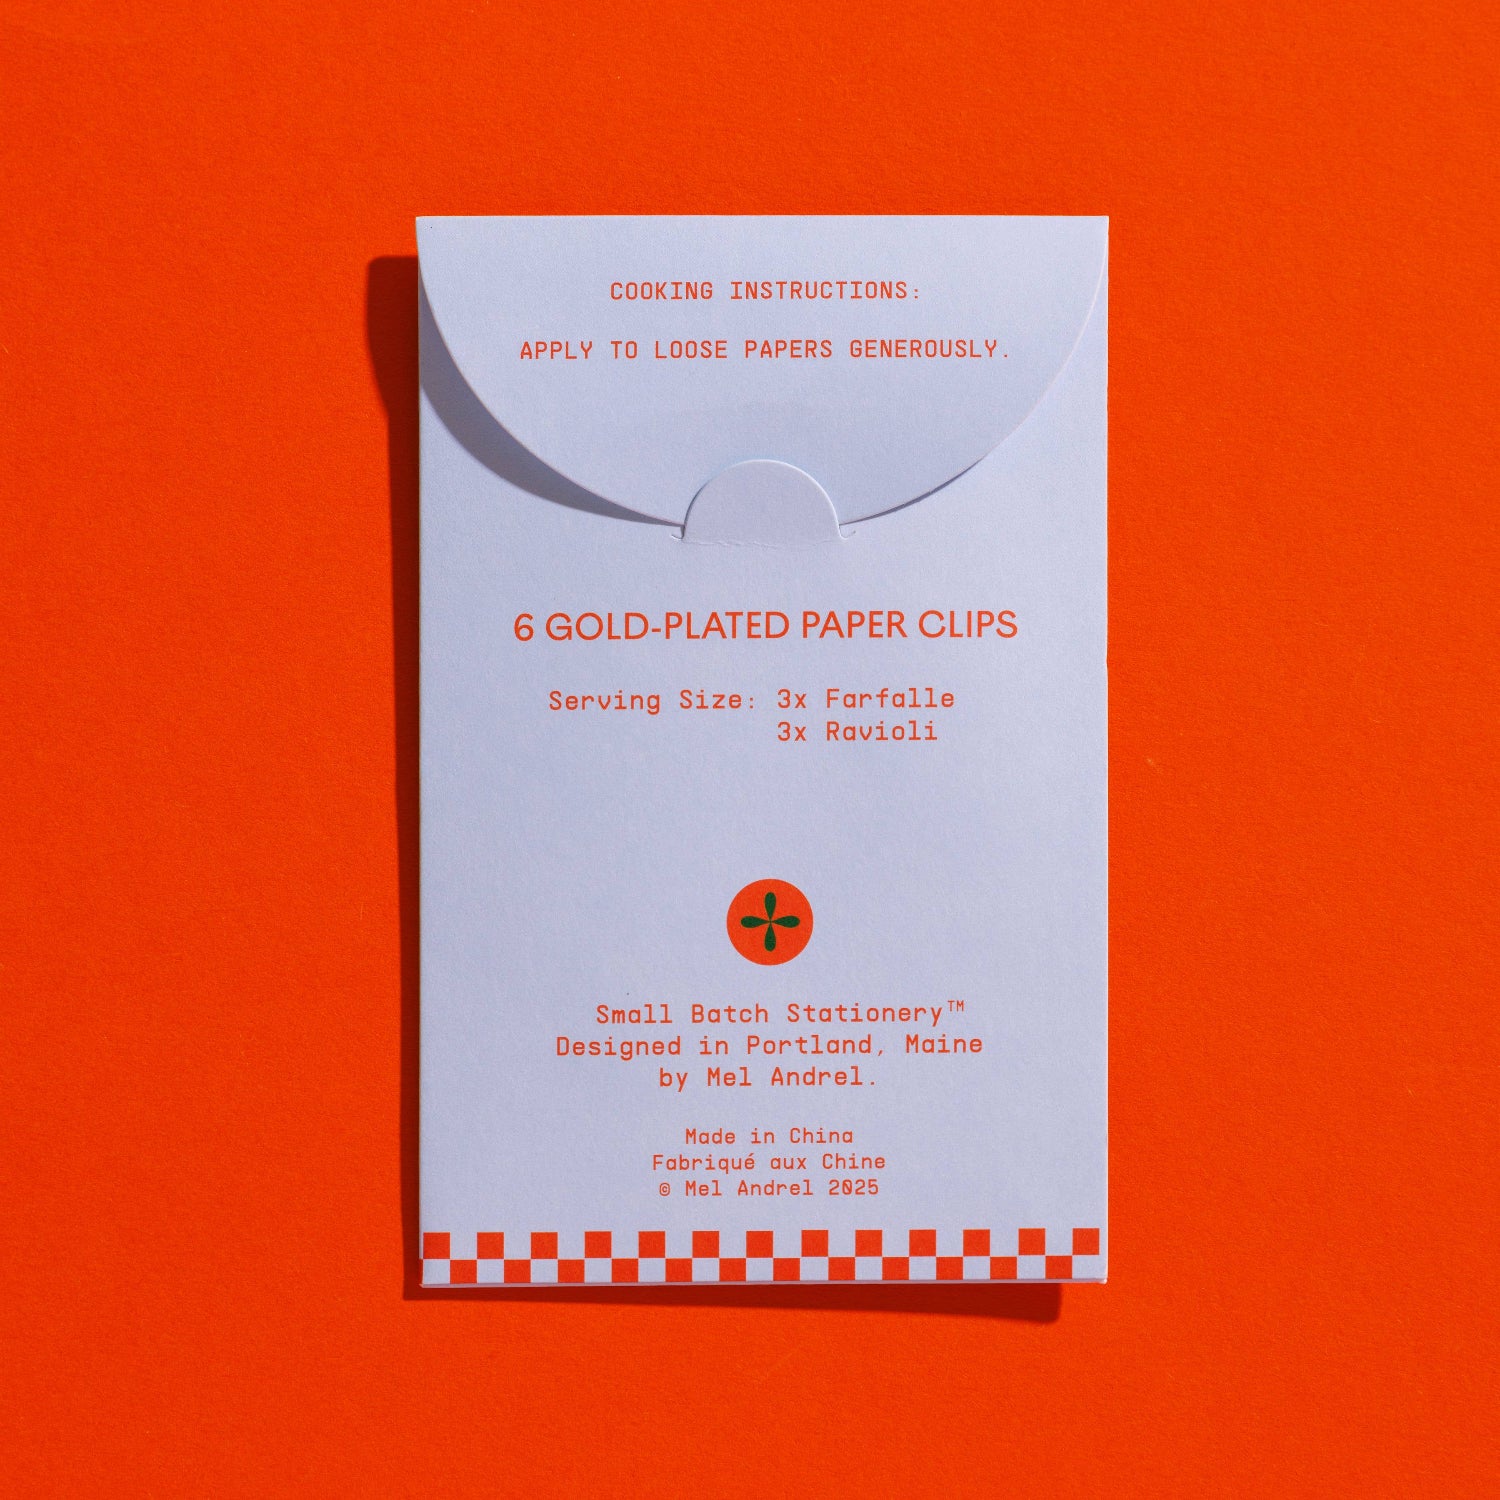 COOKING INSTRUCTIONS:
APPLY TO LOOSE PAPERS GENEROUSLY.
6 GOLD-PLATED PAPER CLIPS
Serving Size: 3x Farfalle
3x Ravioli
Small Batch Stationery™
Designed in Portland, Maine
by Mel Andrel.
Made in China
Fabriqué aux Chine
© Mel Andrel 2025